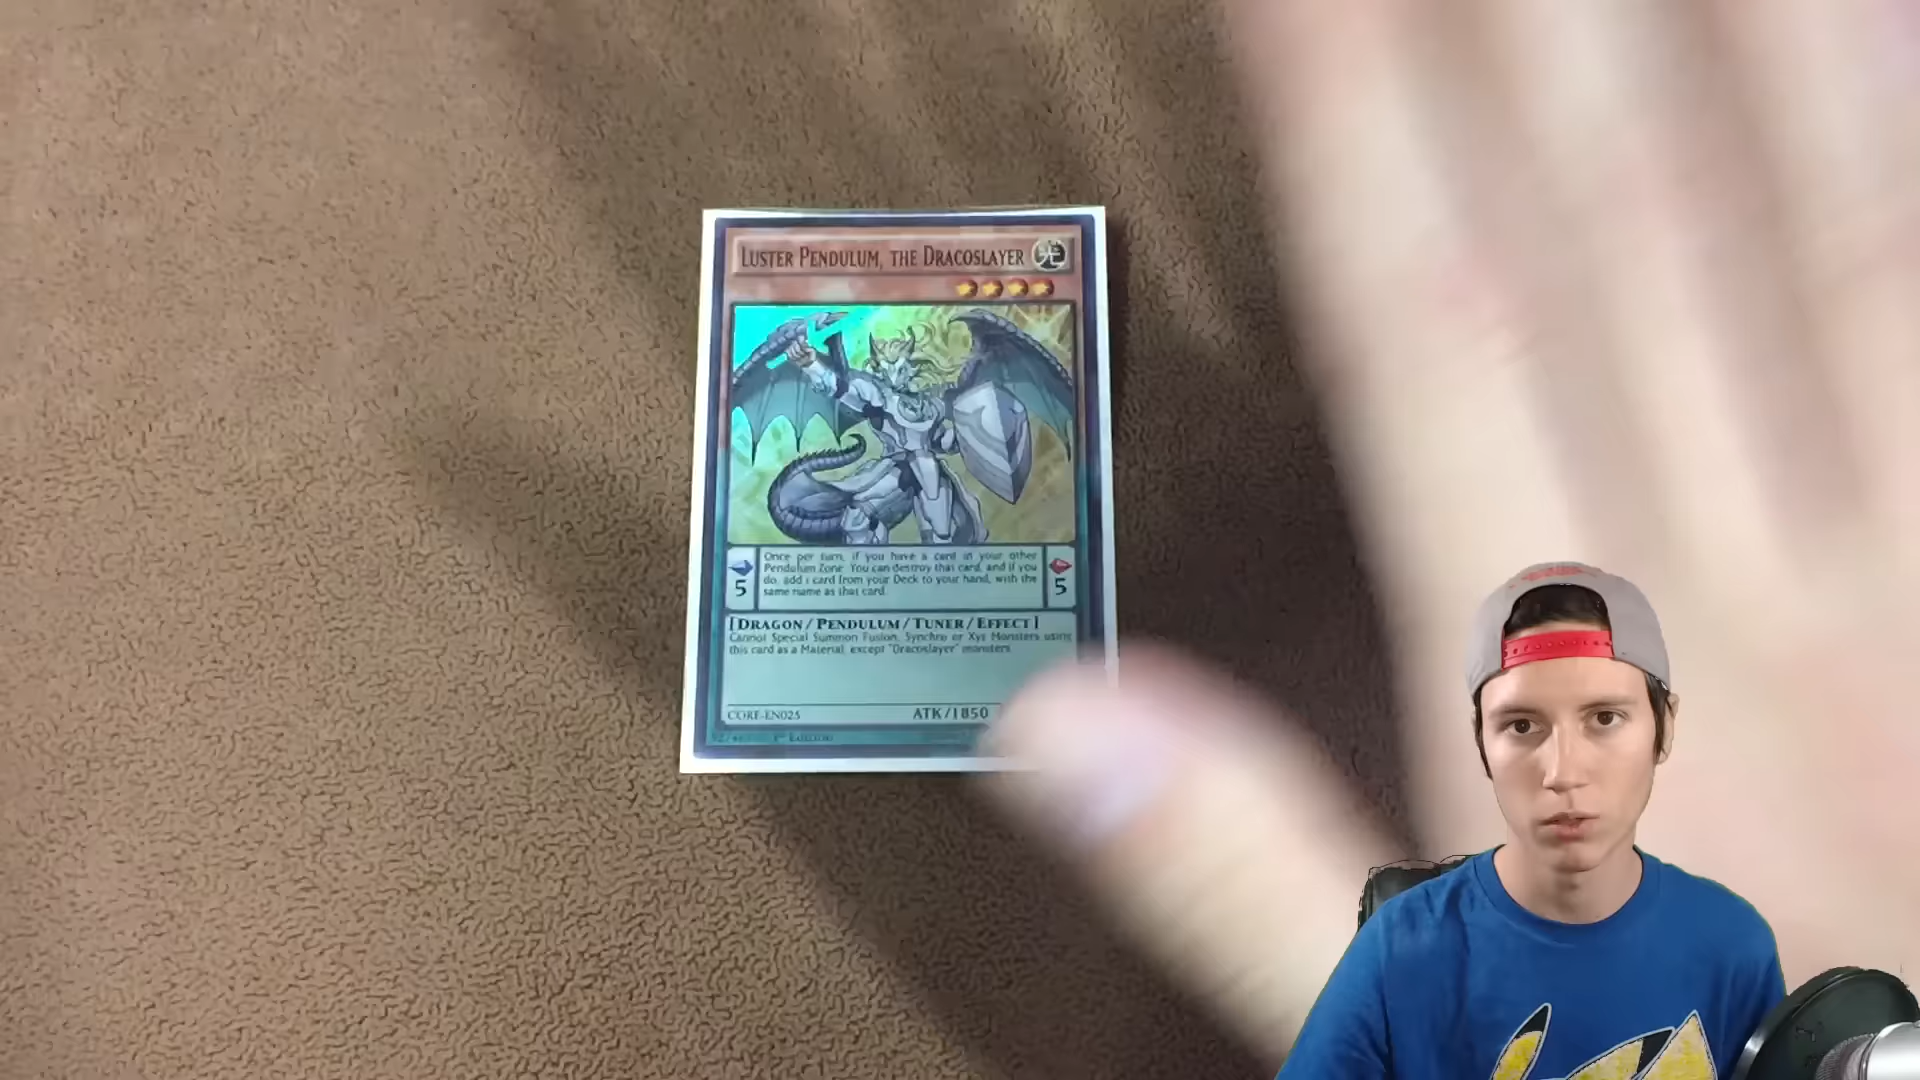 LUSTER PENDULUM, THE DRACOSLAYER
光
Once per turn, if you have a card in your other
Pendulum Zone: You can destroy that card, and if you
do, add 1 card from your Deck to your hand, with the
same name as that card.
5
5
[DRAGON/PENDULUM/TUNER/EFFECT]
Cannot Special Summon Fusion, Synchro or Xyz Monsters using
this card as a Material, except "Dracoslayer" monsters.
CORE-EN025
ATK/1850
1st Edition